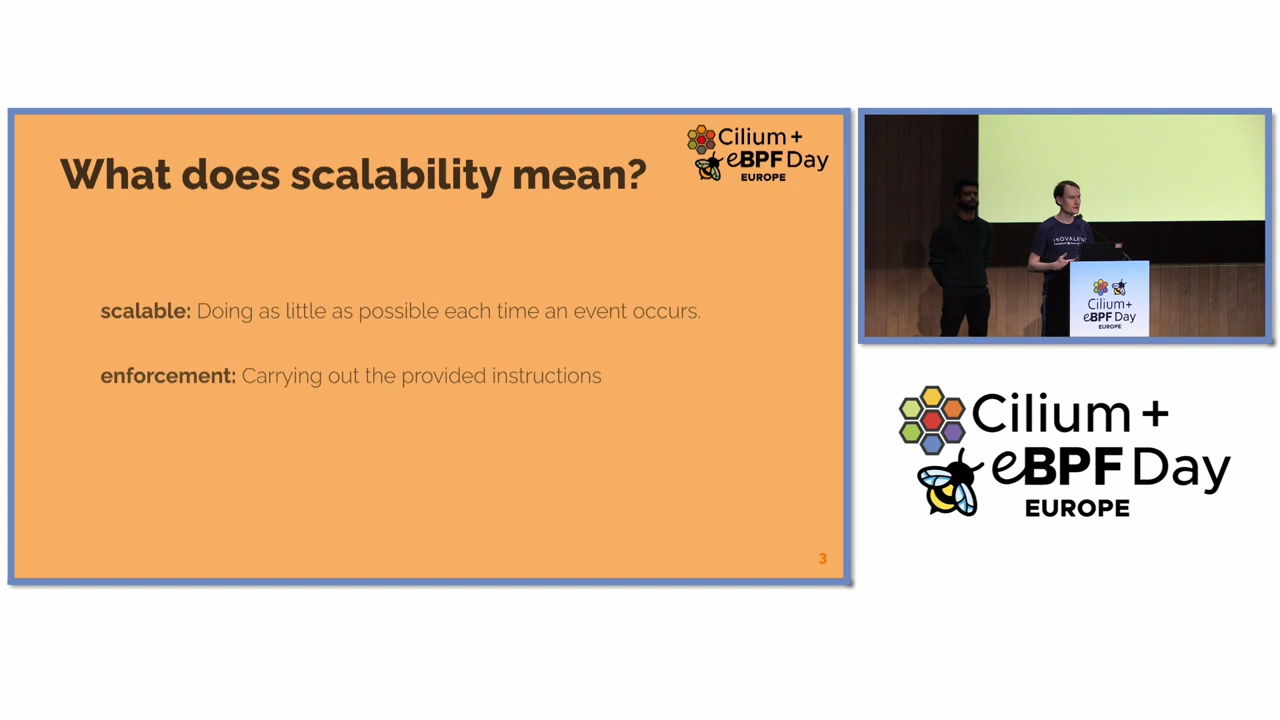 What does scalability mean?
Cilium +
eBPF Day
EUROPE
scalable: Doing as little as possible each time an event occurs.
enforcement: Carrying out the provided instructions
3
ISOVALENT
Cilium+
eBPF Day
EUROPE
Cilium +
eBPF Day
EUROPE